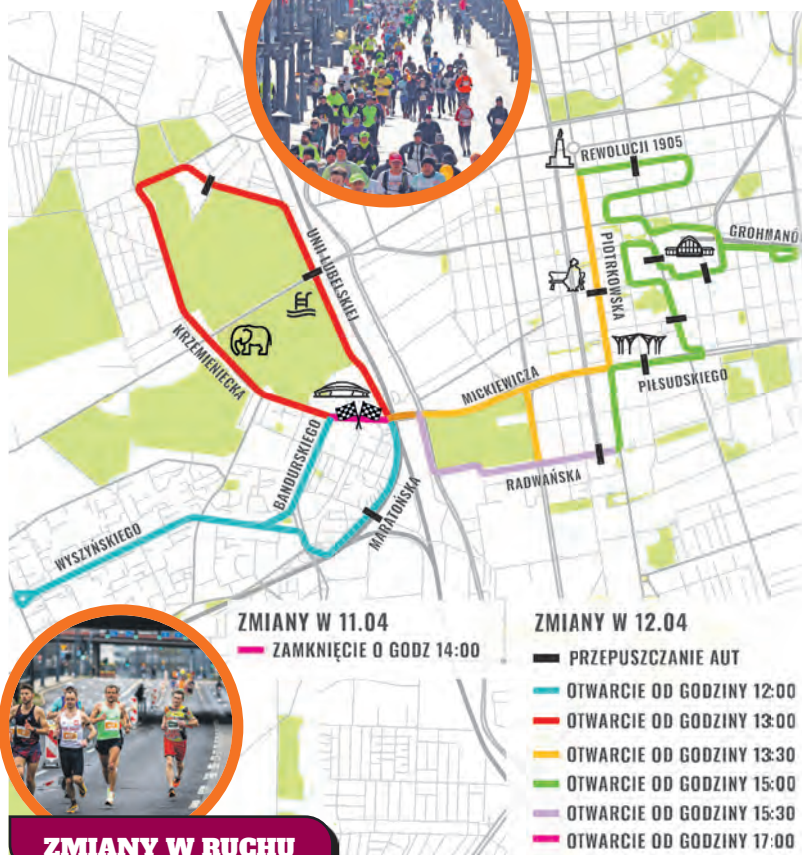 REWOLUCJI 1905
GROHMANÓW
PIOTRKOWSKA
UNII LUBELSKIEJ
KRZEMIENIECKA
MICKIEWICZA
PIŁSUDSKIEGO
BANDURSKIEGO
RADWAŃSKA
MARATOŃSKA
WYSZYŃSKIEGO
ZMIANY W 11.04
ZAMKNIĘCIE O GODZ 14:00
ZMIANY W 12.04
PRZEPUSZCZANIE AUT
OTWARCIE OD GODZINY 12:00
OTWARCIE OD GODZINY 13:00
OTWARCIE OD GODZINY 13:30
OTWARCIE OD GODZINY 15:00
OTWARCIE OD GODZINY 15:30
OTWARCIE OD GODZINY 17:00
ZMIANY W RUCHU